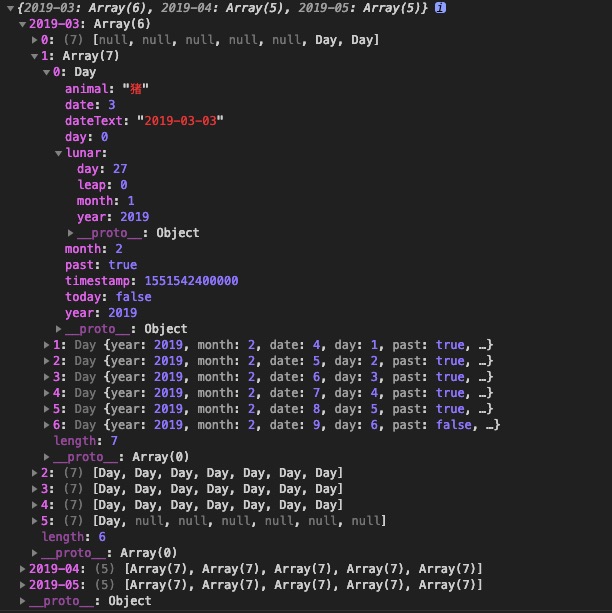 ▼{2019-03: Array(6), 2019-04: Array(5), 2019-05: Array(5)} i
▼2019-03: Array(6)
▶0: (7) [null, null, null, null, null, Day, Day]
▼1: Array(7)
▼0: Day
animal: "猪"
date: 3
dateText: "2019-03-03"
day: 0
▼lunar:
day: 27
leap: 0
month: 1
year: 2019
▶__proto__: Object
month: 2
past: true
timestamp: 1551542400000
today: false
year: 2019
▶__proto__: Object
▶1: Day {year: 2019, month: 2, date: 4, day: 1, past: true, …}
▶2: Day {year: 2019, month: 2, date: 5, day: 2, past: true, …}
▶3: Day {year: 2019, month: 2, date: 6, day: 3, past: true, …}
▶4: Day {year: 2019, month: 2, date: 7, day: 4, past: true, …}
▶5: Day {year: 2019, month: 2, date: 8, day: 5, past: true, …}
▶6: Day {year: 2019, month: 2, date: 9, day: 6, past: false, …}
length: 7
▶__proto__: Array(0)
▶2: (7) [Day, Day, Day, Day, Day, Day, Day]
▶3: (7) [Day, Day, Day, Day, Day, Day, Day]
▶4: (7) [Day, Day, Day, Day, Day, Day, Day]
▶5: (7) [Day, null, null, null, null, null, null]
length: 6
▶__proto__: Array(0)
▶2019-04: (5) [Array(7), Array(7), Array(7), Array(7), Array(7)]
▶2019-05: (5) [Array(7), Array(7), Array(7), Array(7), Array(7)]
▶__proto__: Object